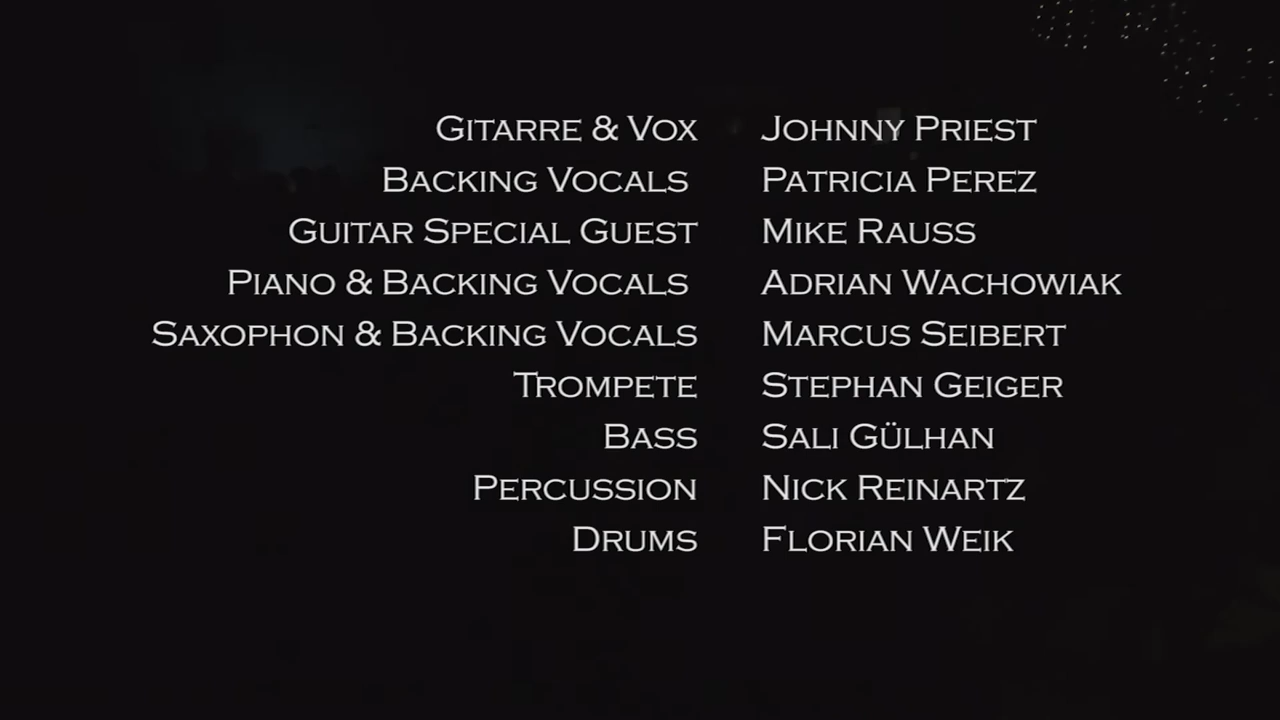 Gitarre & Vox Johnny Priest
Backing Vocals Patricia Perez
Guitar Special Guest Mike Rauss
Piano & Backing Vocals Adrian Wachowiak
Saxophon & Backing Vocals Marcus Seibert
Trompete Stephan Geiger
Bass Sali Gülhan
Percussion Nick Reinartz
Drums Florian Weik